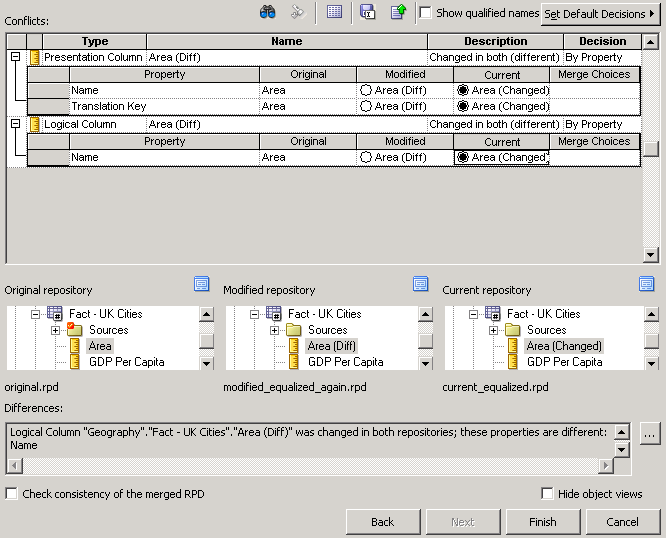 Conflicts:
Show qualified names
Set Default Decisions
Type Name Description Decision
Presentation Column Area (Diff) Changed in both (different) By Property
Property Original Modified Current Merge Choices
Name Area Area (Diff) Area (Changed)
Translation Key Area Area (Diff) Area (Changed)
Logical Column Area (Diff) Changed in both (different) By Property
Property Original Modified Current Merge Choices
Name Area Area (Diff) Area (Changed)
Original repository Modified repository Current repository
Fact - UK Cities Fact - UK Cities Fact - UK Cities
Sources Sources Sources
Area Area (Diff) Area (Changed)
GDP Per Capita GDP Per Capita GDP Per Capita
original.rpd modified_equalized_again.rpd current_equalized.rpd
Differences:
Logical Column "Geography"."Fact - UK Cities"."Area (Diff)" was changed in both repositories; these properties are different:
Name
...
Check consistency of the merged RPD Hide object views
Back Next Finish Cancel